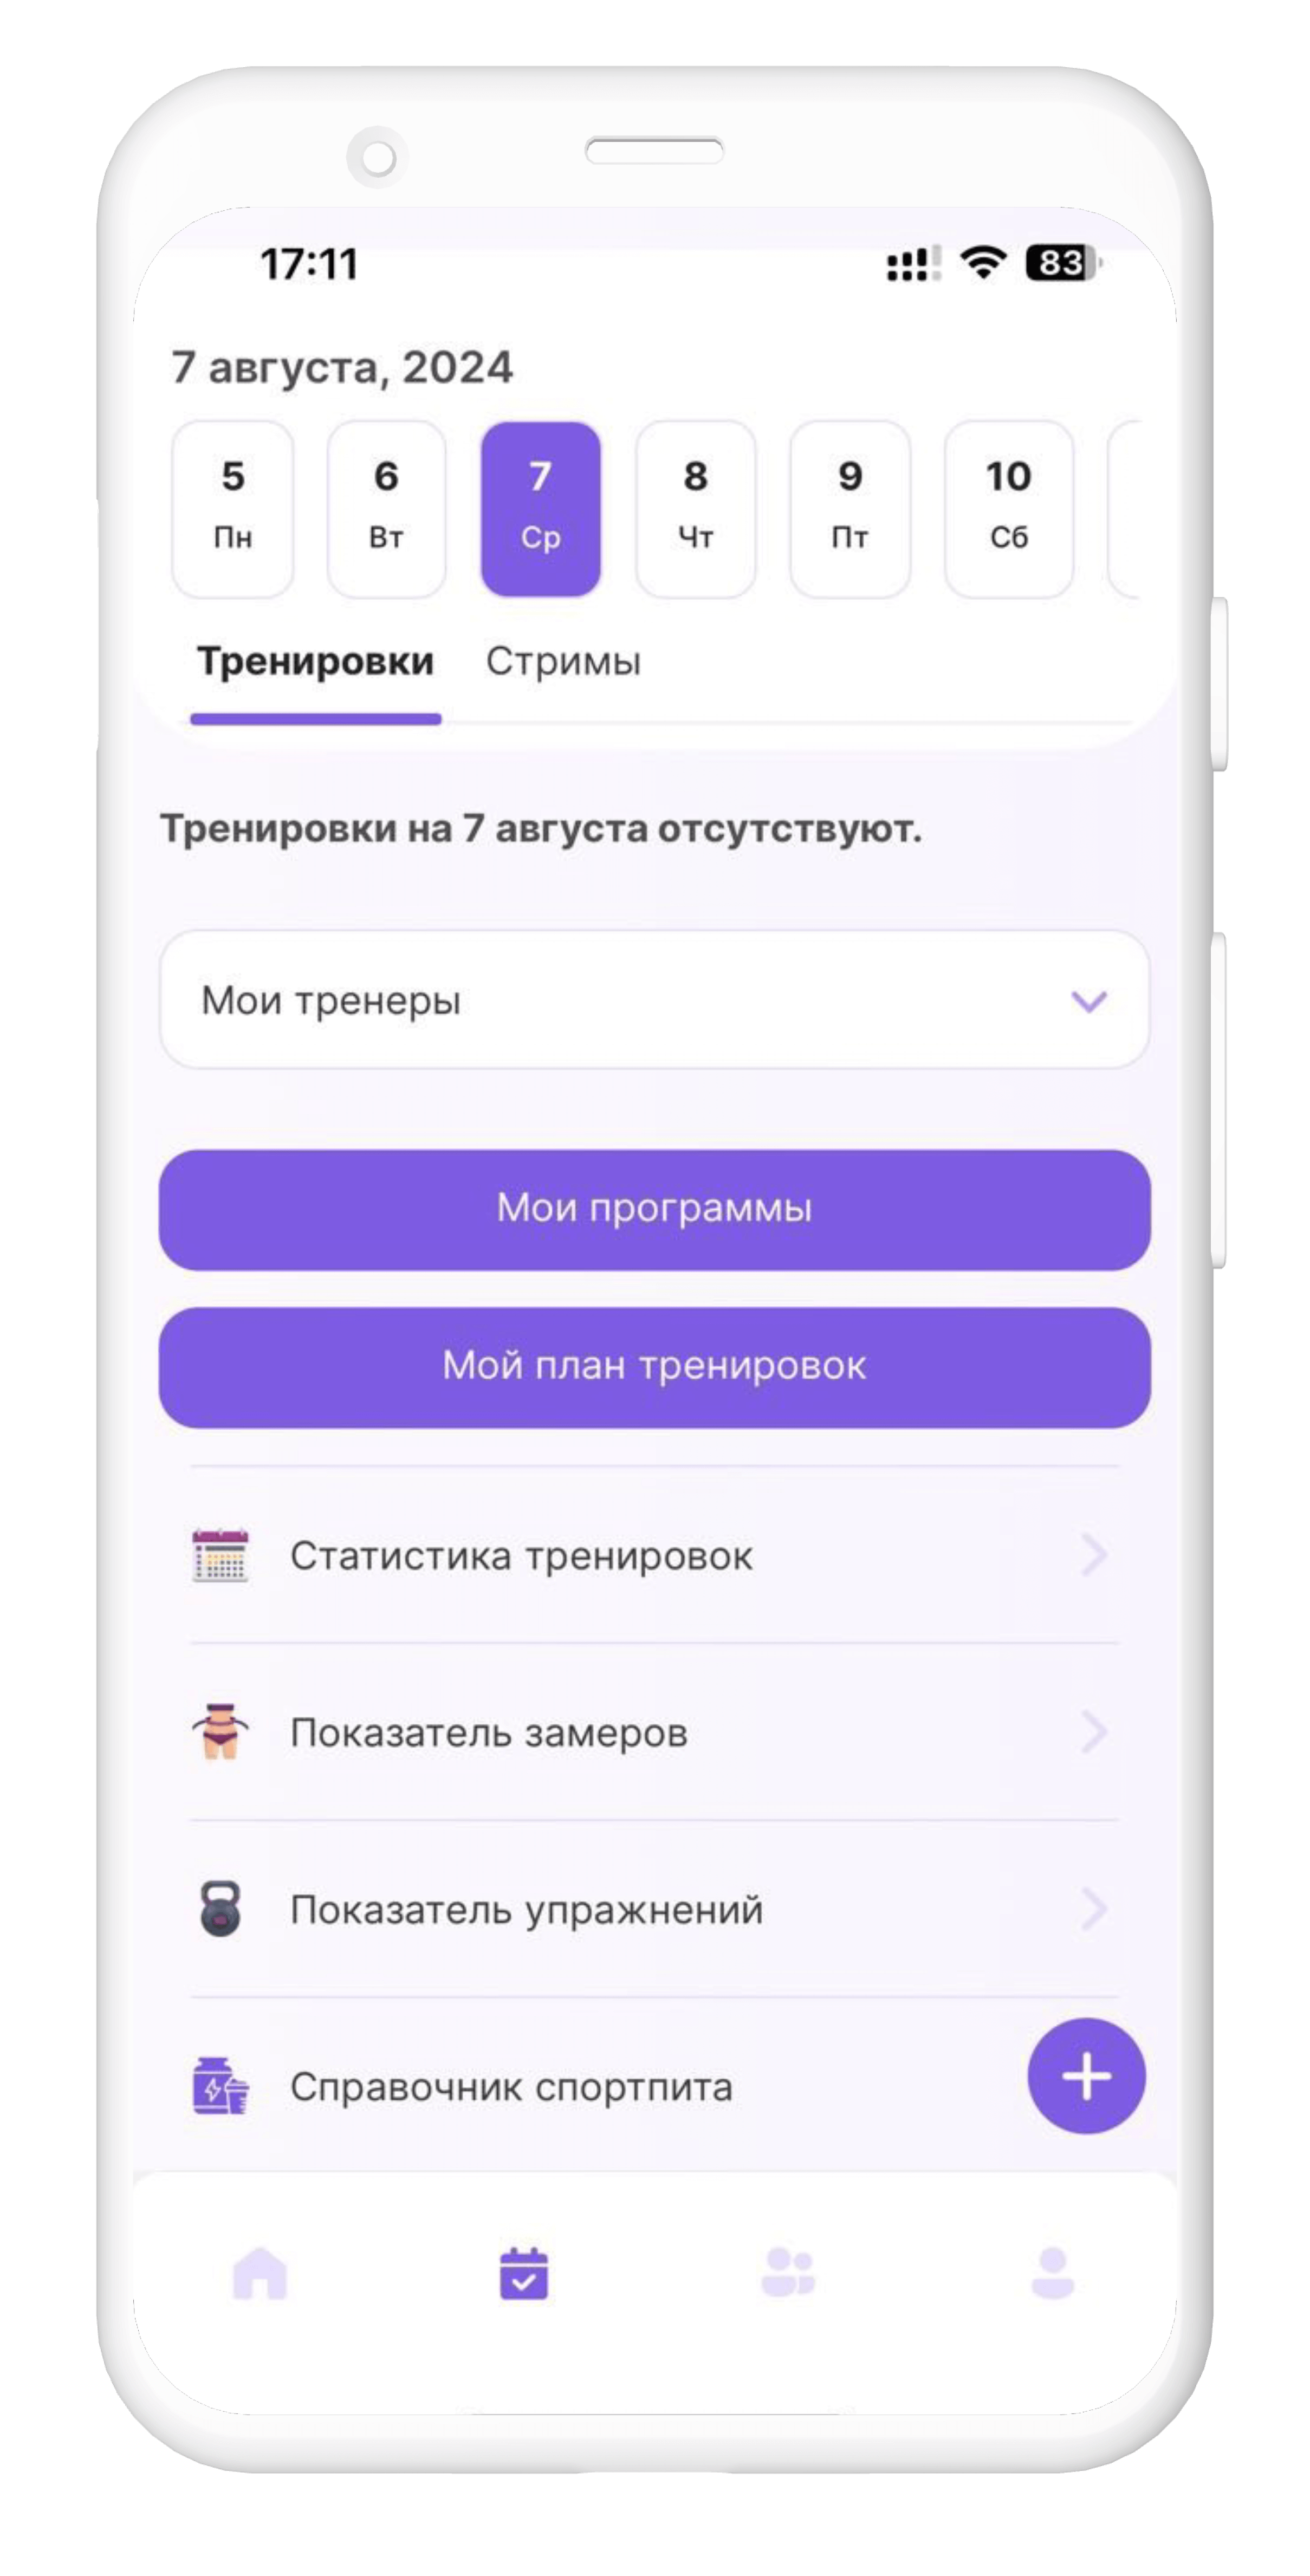 17:11
83
7 августа, 2024
5 6 7 8 9 10
Пн Вт Ср Чт Пт Сб
Тренировки Стримы
Тренировки на 7 августа отсутствуют.
Мои тренеры
Мои программы
Мой план тренировок
Статистика тренировок
Показатель замеров
Показатель упражнений
Справочник спортпита